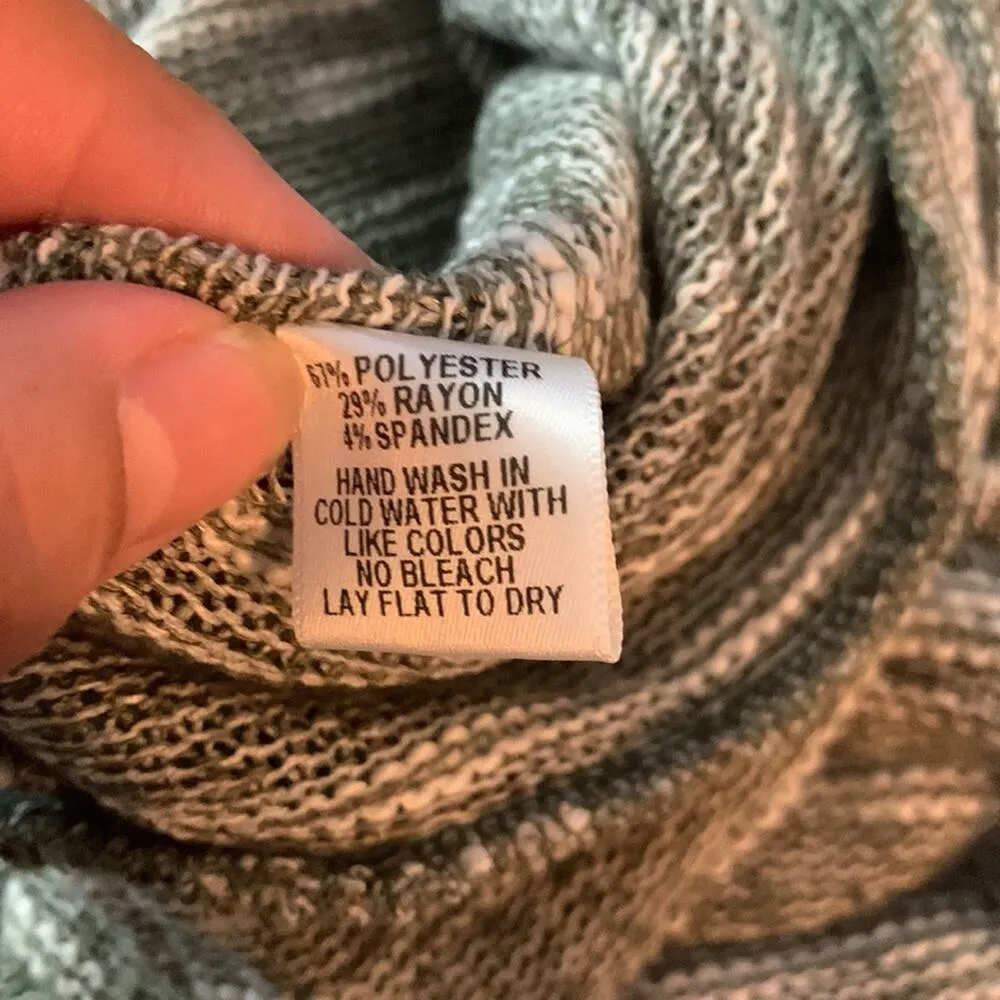 67% POLYESTER
29% RAYON
4% SPANDEX
HAND WASH IN
COLD WATER WITH
LIKE COLORS
NO BLEACH
LAY FLAT TO DRY